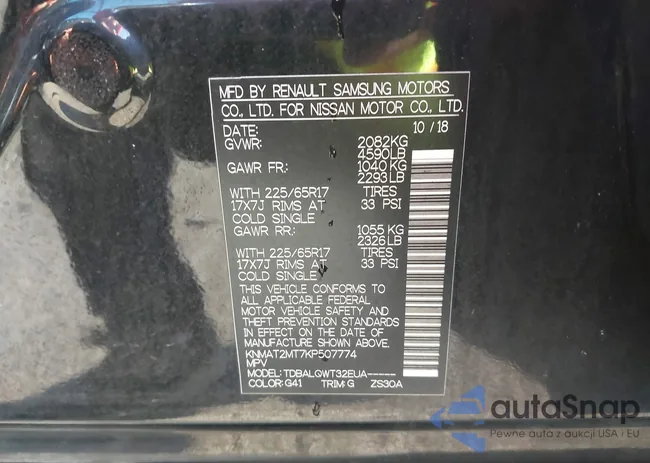 MFD BY RENAULT SAMSUNG MOTORS
CO., LTD. FOR NISSAN MOTOR CO., LTD.
DATE: 10/18
GVWR: 2082KG
4590LB
GAWR FR: 1040 KG
2293LB
WITH 225/65R17 TIRES
17X7J RIMS AT 33 PSI
COLD SINGLE
GAWR RR: 1055 KG
2326LB
WITH 225/65R17 TIRES
17X7J RIMS AT 33 PSI
COLD SINGLE
THIS VEHICLE CONFORMS TO
ALL APPLICABLE FEDERAL
MOTOR VEHICLE SAFETY AND
THEFT PREVENTION STANDARDS
IN EFFECT ON THE DATE OF
MANUFACTURE SHOWN ABOVE.
KNMAT2MT7KP507774
MPV
MODEL: TDBALGWT32EUA-----
COLOR: G41 TRIM: G ZS30A
autaSnap
Pewne auta z aukcji USA i EU